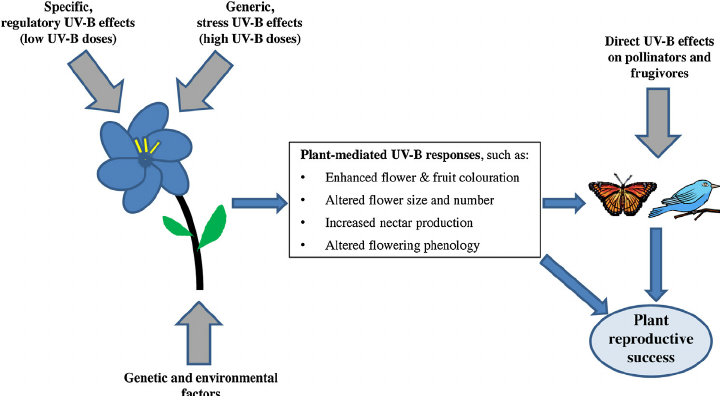 Specific,
regulatory UV-B effects
(low UV-B doses)
Generic,
stress UV-B effects
(high UV-B doses)
Direct UV-B effects
on pollinators and
frugivores
Plant-mediated UV-B responses, such as:
• Enhanced flower & fruit colouration
• Altered flower size and number
• Increased nectar production
• Altered flowering phenology
Plant
reproductive
success
Genetic and environmental
factors